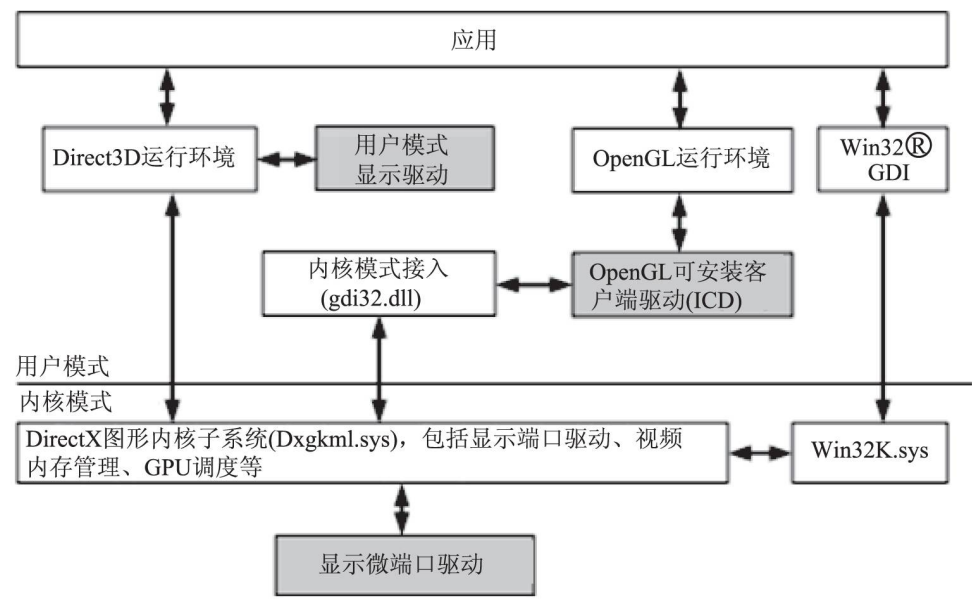 应用
Direct3D运行环境
用户模式
显示驱动
OpenGL运行环境
Win32®
GDI
内核模式接入
(gdi32.dll)
OpenGL可安装客
户端驱动(ICD)
用户模式
内核模式
DirectX图形内核子系统(Dxgkml.sys)，包括显示端口驱动、视频
内存管理、GPU调度等
Win32K.sys
显示微端口驱动